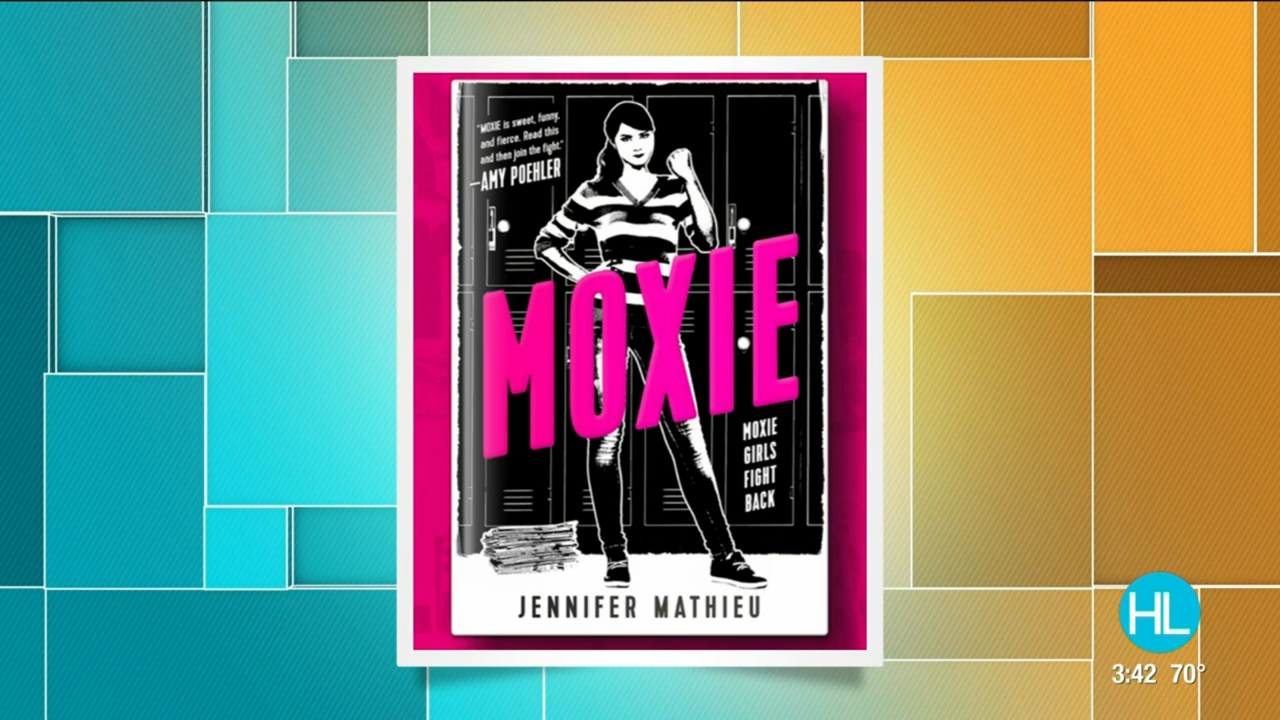 "MOXIE is sweet, funny,
and fierce. Read this
and then join the fight."
—AMY POEHLER
MOXIE
MOXIE
GIRLS
FIGHT
BACK
JENNIFER MATHIEU
HL
3:42 70°